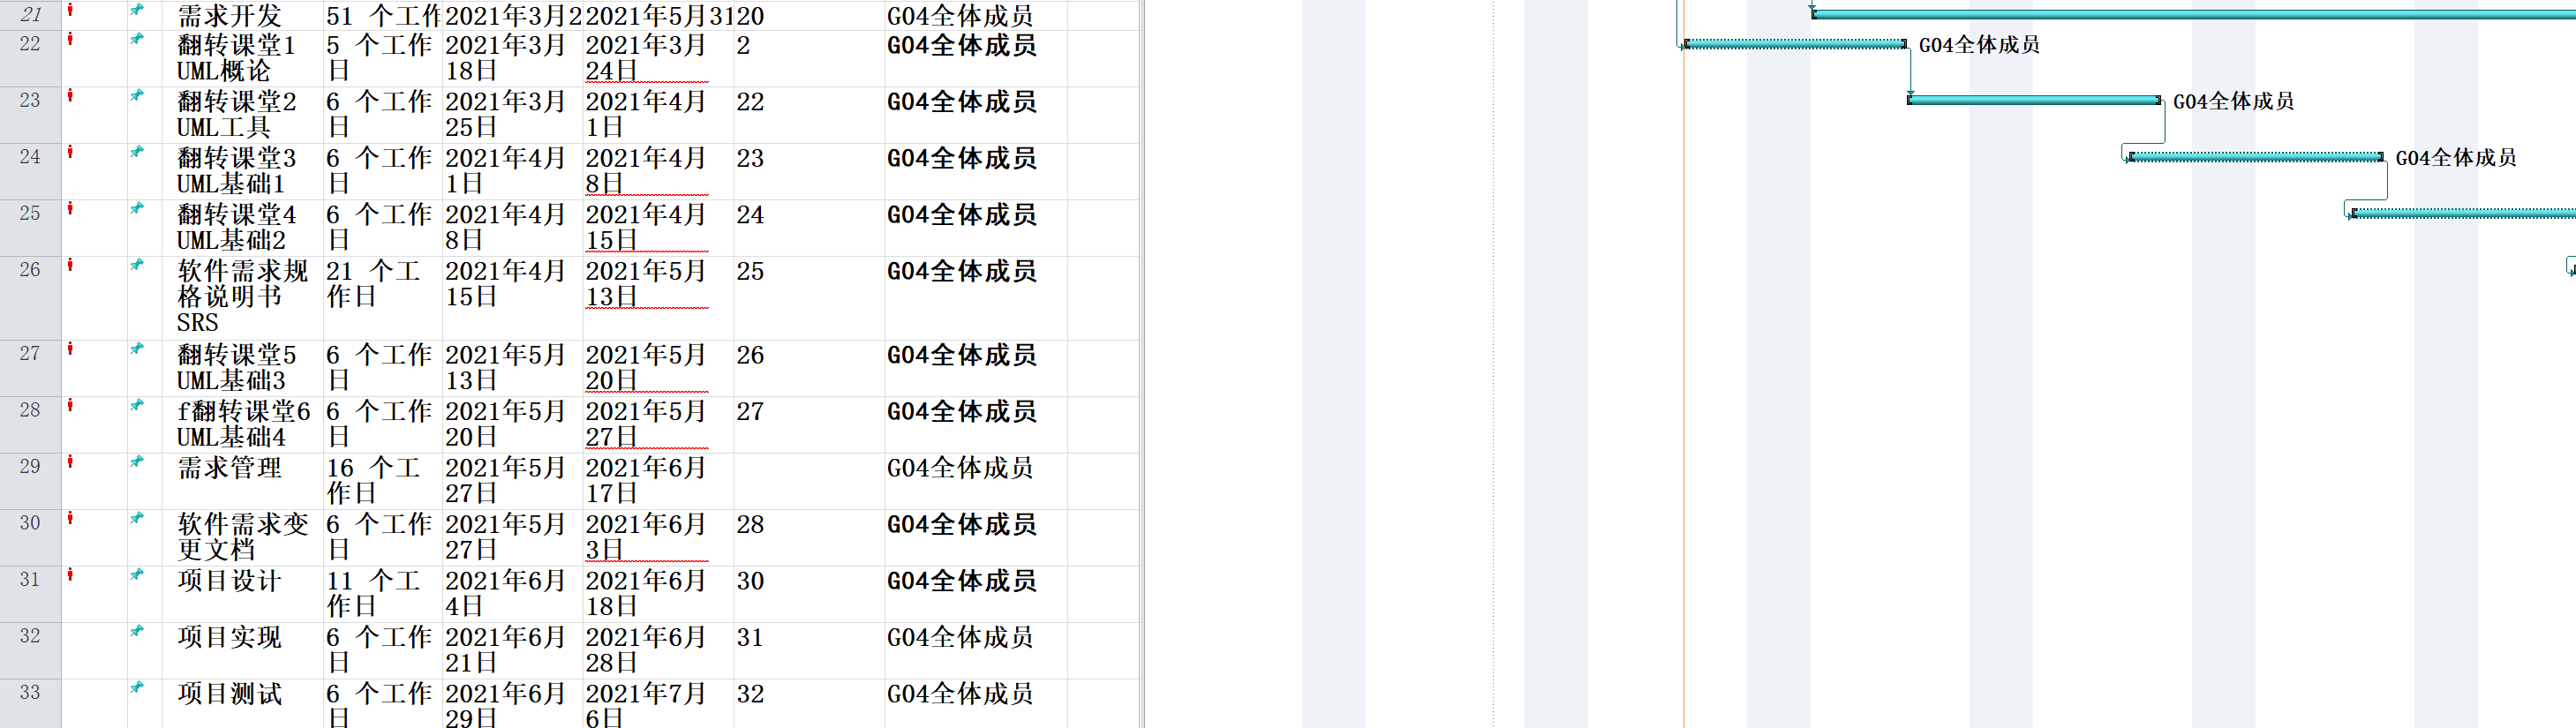 21 需求开发 51 个工作 2021年3月2 2021年5月31 20 G04全体成员
22 翻转课堂1 5 个工作 2021年3月 2021年3月 2 G04全体成员 G04全体成员
UML概论 日 18日 24日
23 翻转课堂2 6 个工作 2021年3月 2021年4月 22 G04全体成员 G04全体成员
UML工具 日 25日 1日
24 翻转课堂3 6 个工作 2021年4月 2021年4月 23 G04全体成员 G04全体成员
UML基础1 日 1日 8日
25 翻转课堂4 6 个工作 2021年4月 2021年4月 24 G04全体成员
UML基础2 日 8日 15日
26 软件需求规 21 个工 2021年4月 2021年5月 25 G04全体成员
格说明书 作日 15日 13日
SRS
27 翻转课堂5 6 个工作 2021年5月 2021年5月 26 G04全体成员
UML基础3 日 13日 20日
28 f翻转课堂6 6 个工作 2021年5月 2021年5月 27 G04全体成员
UML基础4 日 20日 27日
29 需求管理 16 个工 2021年5月 2021年6月 G04全体成员
作日 27日 17日
30 软件需求变 6 个工作 2021年5月 2021年6月 28 G04全体成员
更文档 日 27日 3日
31 项目设计 11 个工 2021年6月 2021年6月 30 G04全体成员
作日 4日 18日
32 项目实现 6 个工作 2021年6月 2021年6月 31 G04全体成员
日 21日 28日
33 项目测试 6 个工作 2021年6月 2021年7月 32 G04全体成员
日 29日 6日